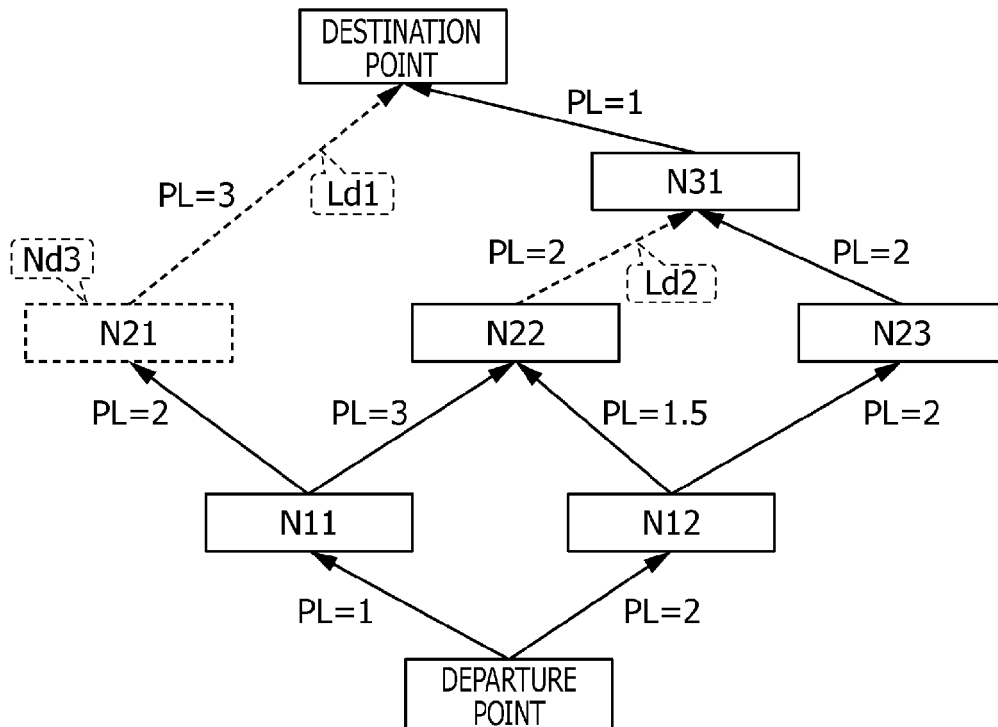 DESTINATION
POINT
PL=1
N31
PL=3
Ld1
Nd3
PL=2
Ld2
PL=2
N21
N22
N23
PL=2
PL=3
PL=1.5
PL=2
N11
N12
PL=1
PL=2
DEPARTURE
POINT